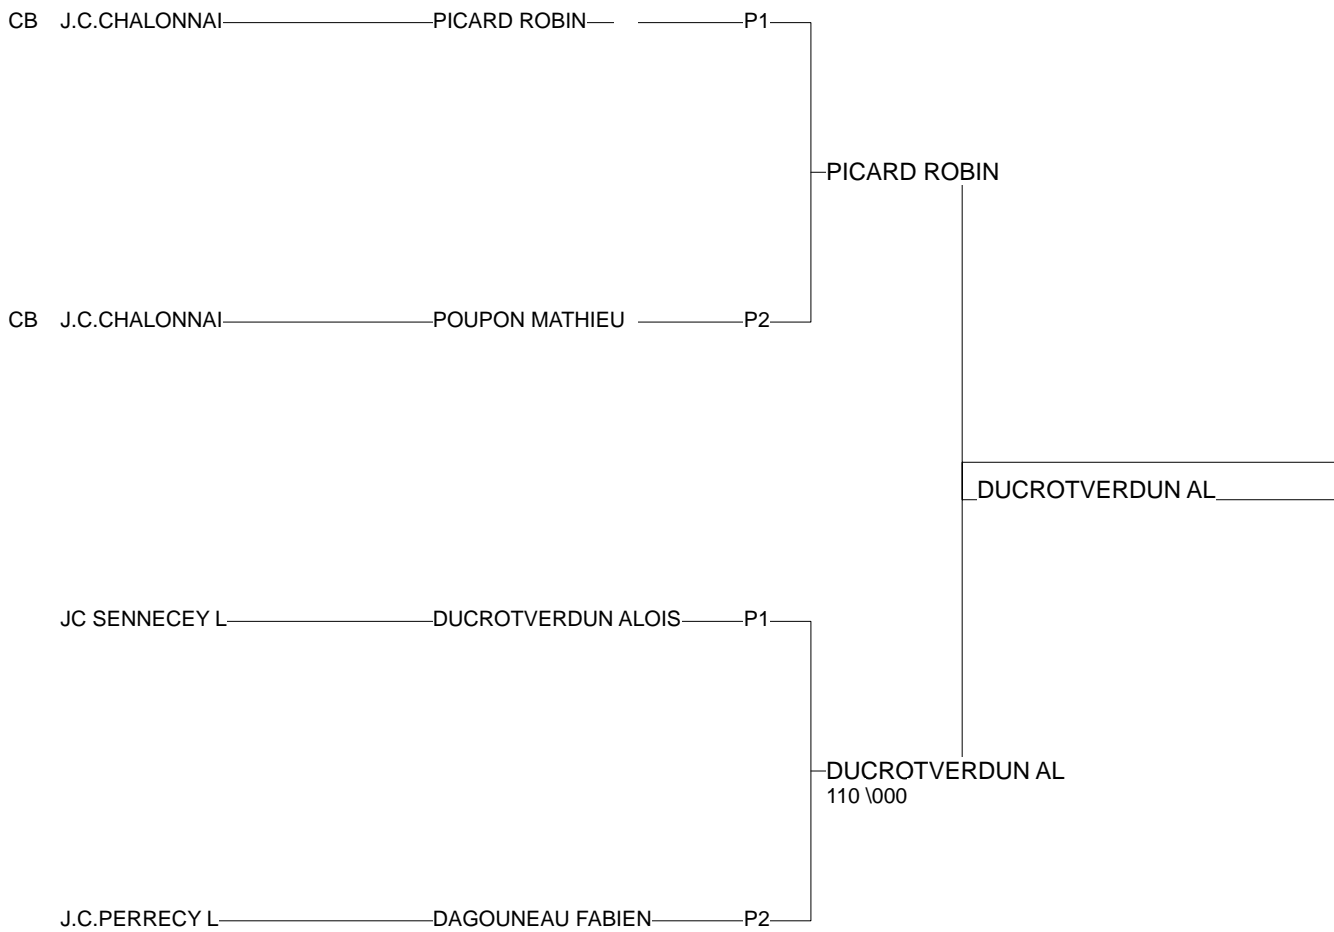 CB J.C.CHALONNAI PICARD ROBIN P1
PICARD ROBIN
CB J.C.CHALONNAI POUPON MATHIEU P2
DUCROTVERDUN AL
JC SENNECEY L DUCROTVERDUN ALOIS P1
DUCROTVERDUN AL
110 \000
J.C.PERRECY L DAGOUNEAU FABIEN P2